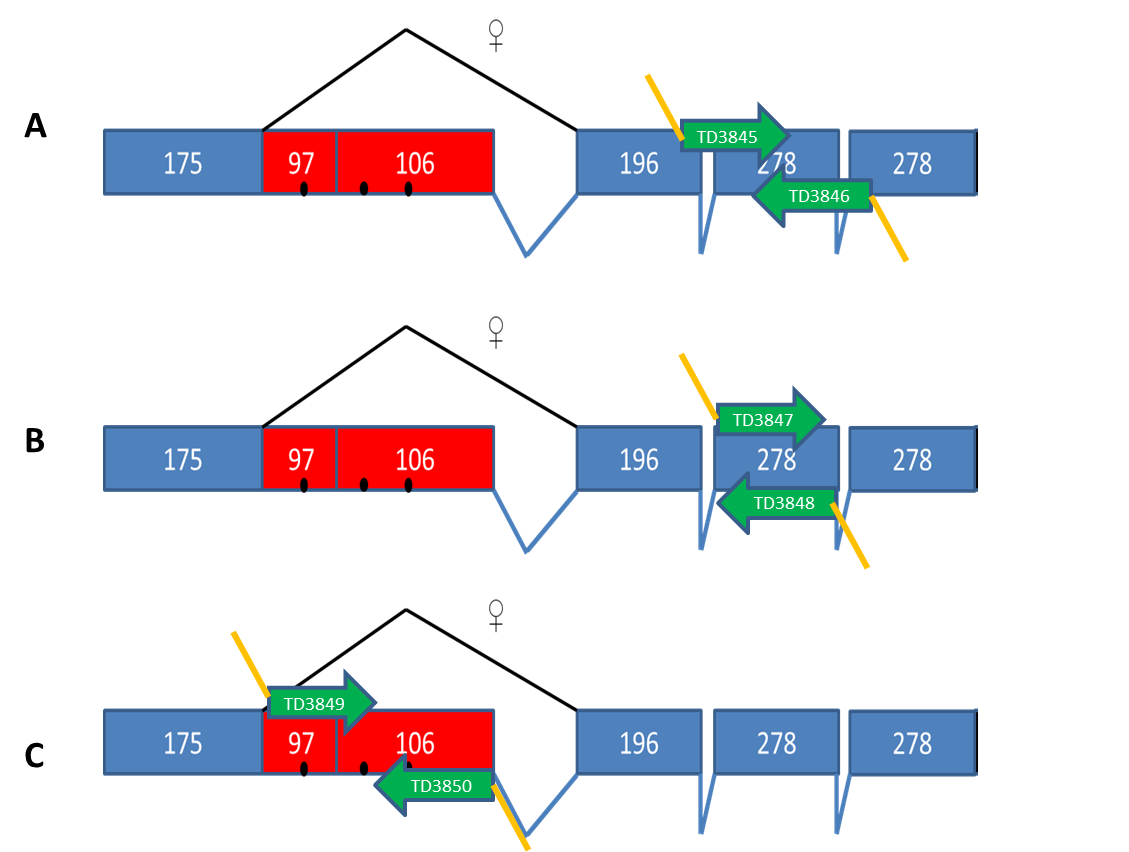 ♀
A
TD3845
175 97 106 196 278 278
TD3846
♀
B
TD3847
175 97 106 196 278 278
TD3848
♀
TD3849
C
175 97 106 196 278 278
TD3850